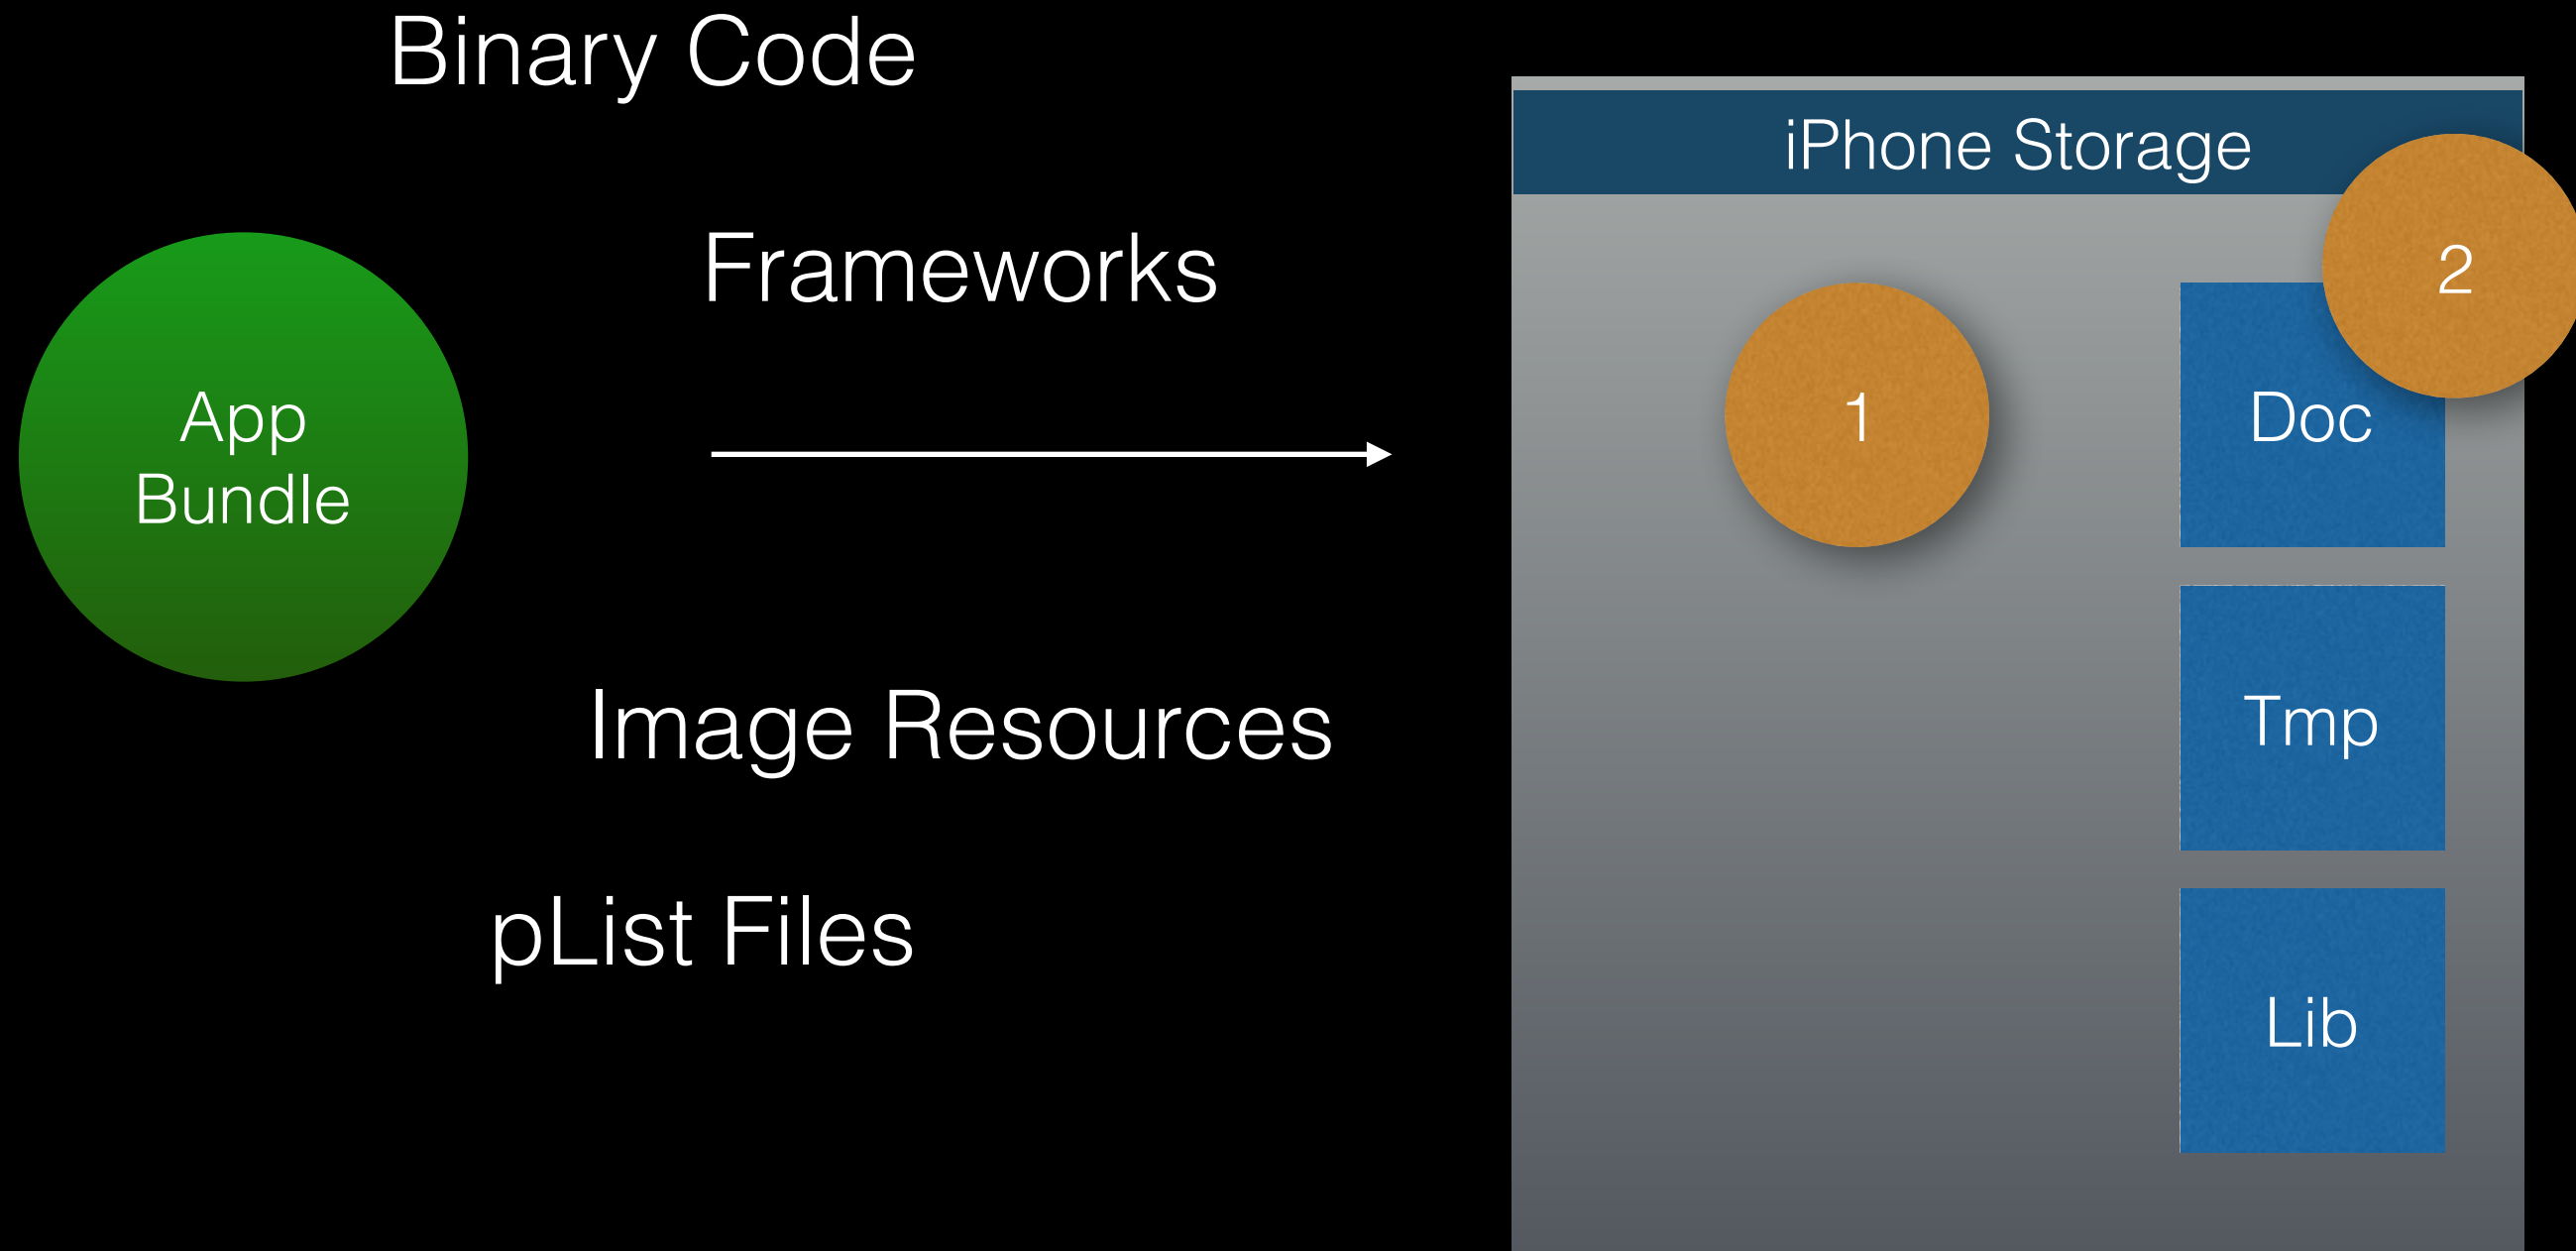 Binary Code
Frameworks
App
Bundle
Image Resources
pList Files
iPhone Storage
1
2
Doc
Tmp
Lib